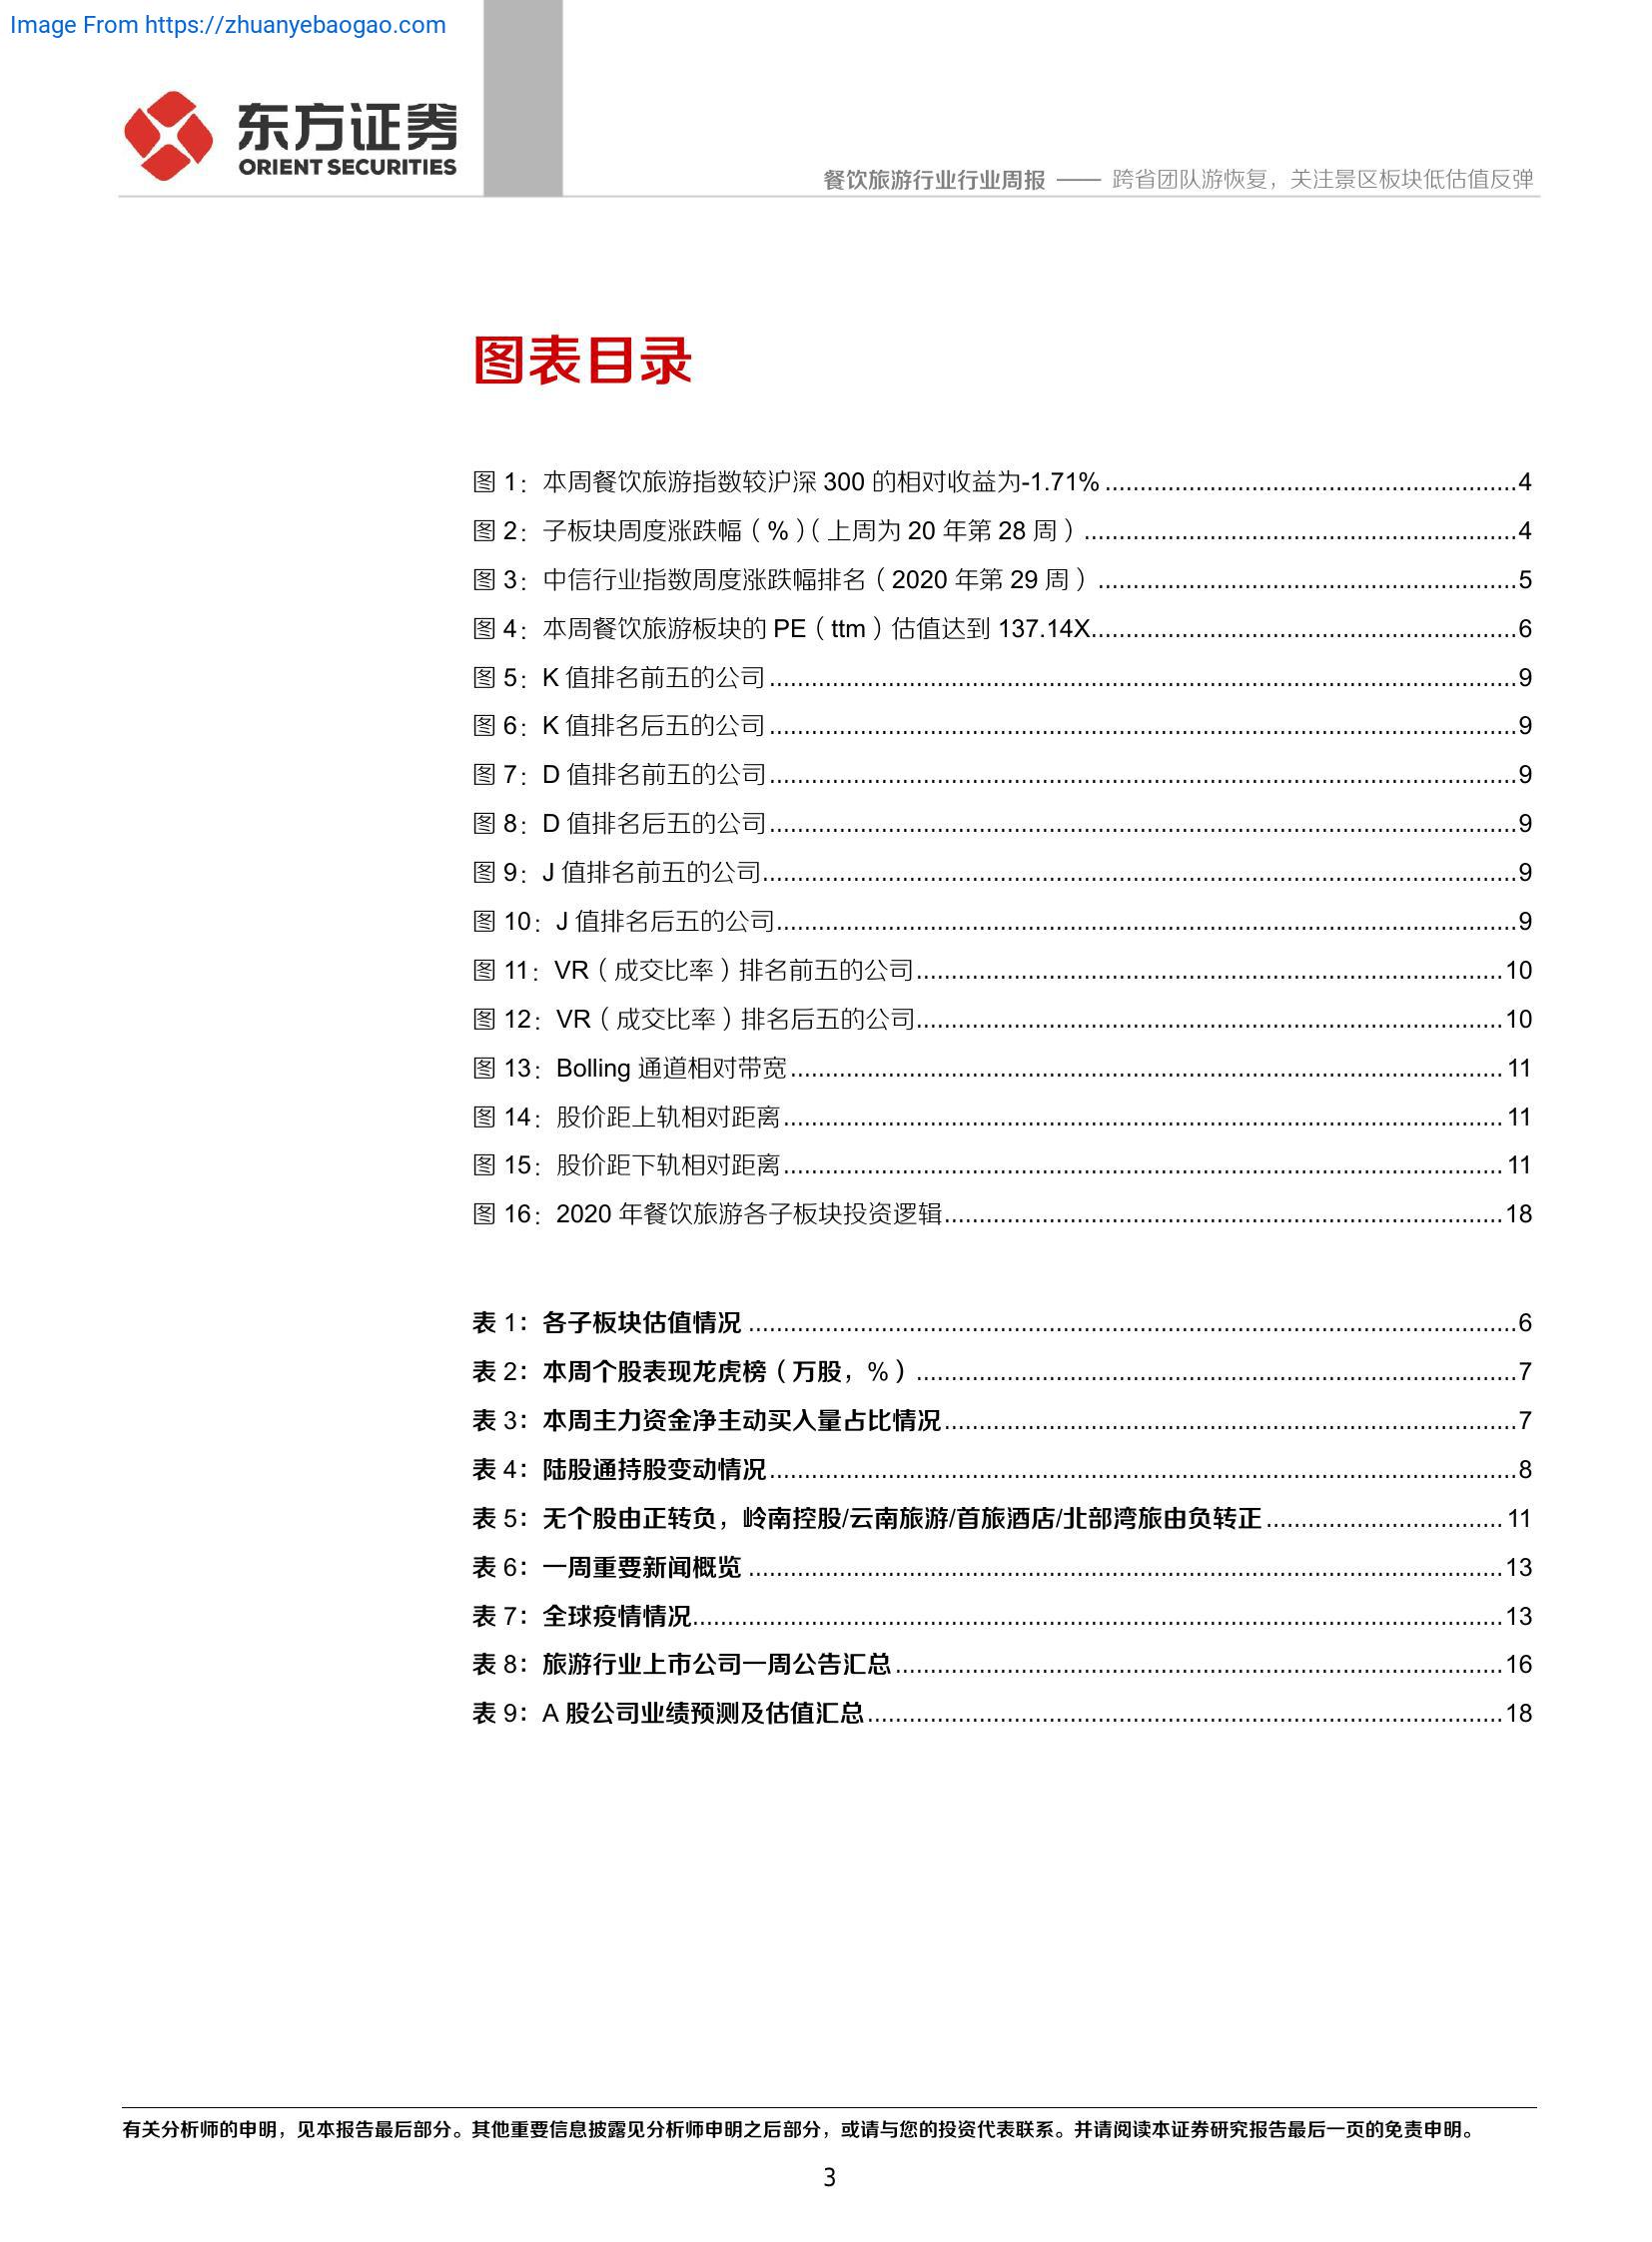 Image From https://zhuanyebaogao.com
东方证券
ORIENT SECURITIES
餐饮旅游行业行业周报 —— 跨省团队游恢复，关注景区板块低估值反弹
图表目录
图 1：本周餐饮旅游指数较沪深 300 的相对收益为-1.71%..........4
图 2：子板块周度涨跌幅（%）（上周为 20 年第 28 周）..........4
图 3：中信行业指数周度涨跌幅排名（2020 年第 29 周）..........5
图 4：本周餐饮旅游板块的 PE（ttm）估值达到 137.14X..........6
图 5：K 值排名前五的公司..........9
图 6：K 值排名后五的公司..........9
图 7：D 值排名前五的公司..........9
图 8：D 值排名后五的公司..........9
图 9：J 值排名前五的公司..........9
图 10：J 值排名后五的公司..........9
图 11：VR（成交比率）排名前五的公司..........10
图 12：VR（成交比率）排名后五的公司..........10
图 13：Bolling 通道相对带宽..........11
图 14：股价距上轨相对距离..........11
图 15：股价距下轨相对距离..........11
图 16：2020 年餐饮旅游各子板块投资逻辑..........18
表 1：各子板块估值情况..........6
表 2：本周个股表现龙虎榜（万股，%）..........7
表 3：本周主力资金净主动买入量占比情况..........7
表 4：陆股通持股变动情况..........8
表 5：无个股由正转负，岭南控股/云南旅游/首旅酒店/北部湾旅由负转正..........11
表 6：一周重要新闻概览..........13
表 7：全球疫情情况..........13
表 8：旅游行业上市公司一周公告汇总..........16
表 9：A 股公司业绩预测及估值汇总..........18
有关分析师的申明，见本报告最后部分。其他重要信息披露见分析师申明之后部分，或请与您的投资代表联系。并请阅读本证券研究报告最后一页的免责申明。
3